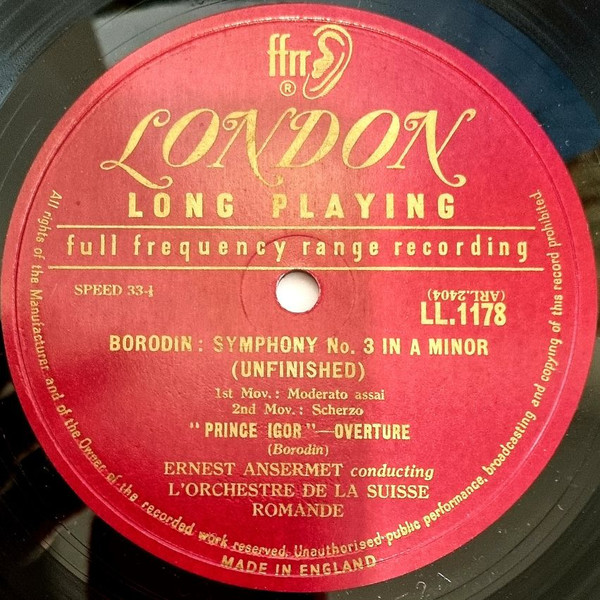 ffrr
®
LONDON
LONG PLAYING
full frequency range recording
SPEED 33⅓
(ARL.2404)
LL.1178
BORODIN: SYMPHONY No. 3 IN A MINOR
(UNFINISHED)
1st Mov.: Moderato assai
2nd Mov.: Scherzo
"PRINCE IGOR"—OVERTURE
(Borodin)
ERNEST ANSERMET conducting
L'ORCHESTRE DE LA SUISSE
ROMANDE
All rights of the Manufacturer and of the Owner of the recorded work reserved. Unauthorised public performance, broadcasting and copying of this record prohibited.
MADE IN ENGLAND